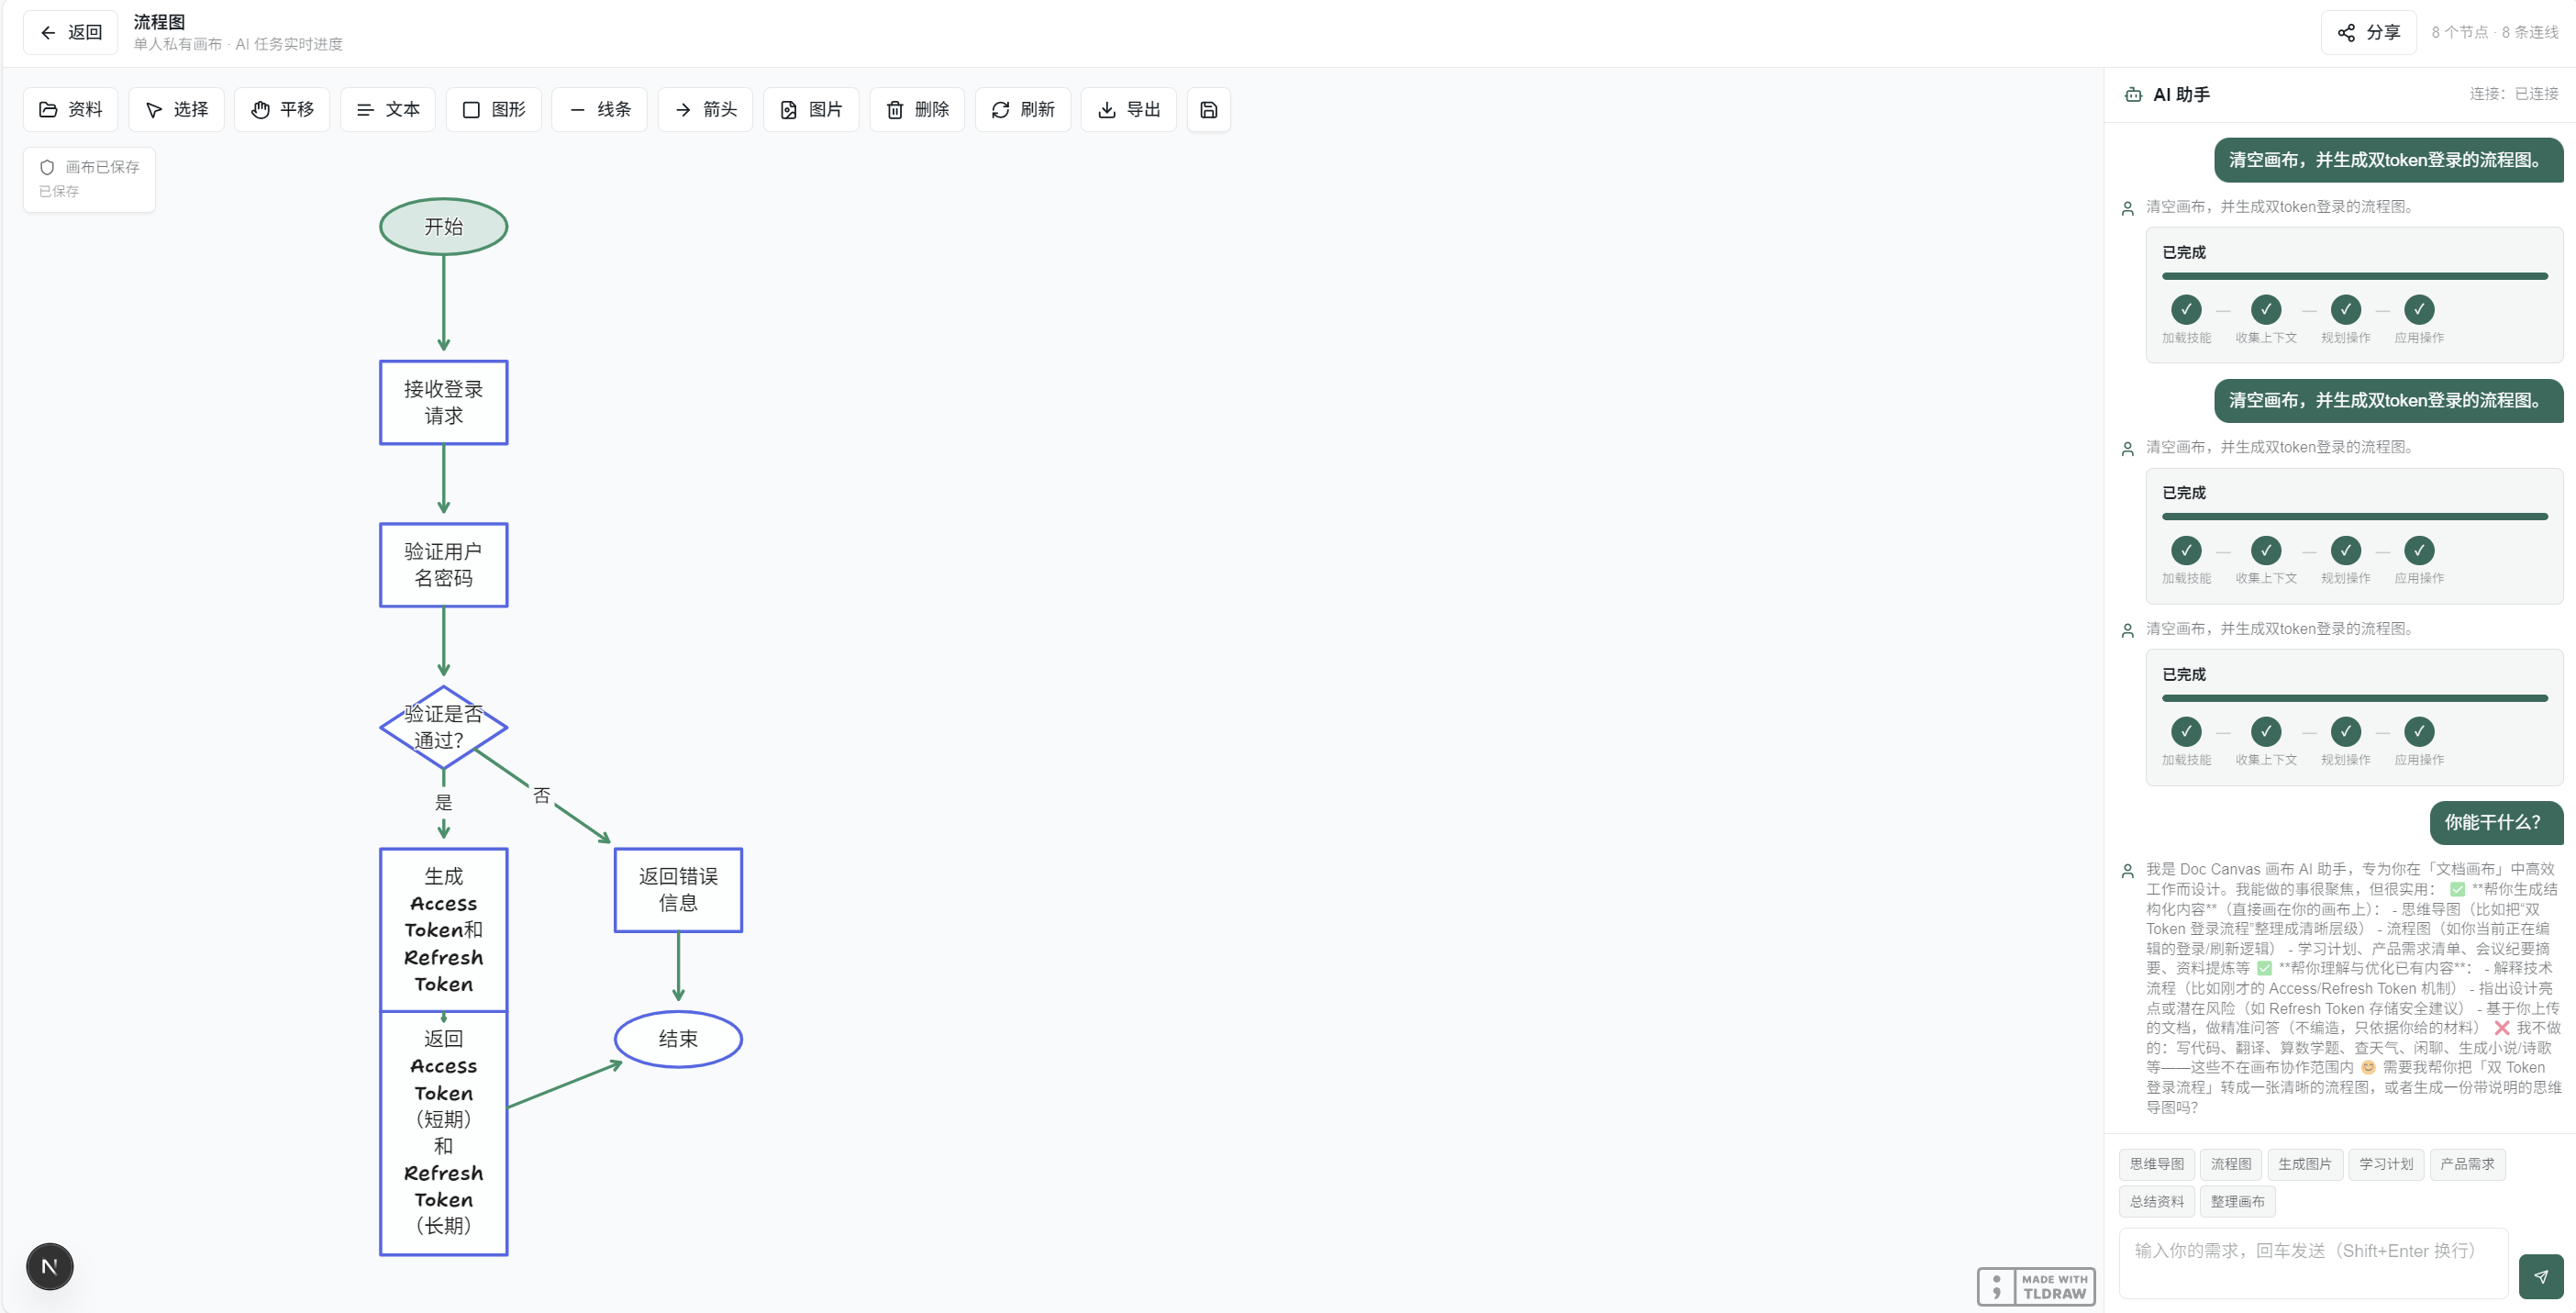 返回
流程图
单人私有画布 · AI 任务实时进度
分享
8 个节点 · 8 条连线
资料
选择
平移
文本
图形
线条
箭头
图片
删除
刷新
导出
画布已保存
已保存
开始
接收登录
请求
验证用户
名密码
验证是否
通过？
是
否
生成
Access
Token和
Refresh
Token
返回错误
信息
返回
Access
Token
（短期）
和
Refresh
Token
（长期）
结束
N
MADE WITH
TLDRAW
AI 助手
连接：已连接
清空画布，并生成双token登录的流程图。
清空画布，并生成双token登录的流程图。
已完成
加载技能
收集上下文
规划操作
应用操作
清空画布，并生成双token登录的流程图。
清空画布，并生成双token登录的流程图。
已完成
加载技能
收集上下文
规划操作
应用操作
清空画布，并生成双token登录的流程图。
已完成
加载技能
收集上下文
规划操作
应用操作
你能干什么？
我是 Doc Canvas 画布 AI 助手，专为你在「文档画布」中高效
工作而设计。我能做的事很聚焦，但很实用： ✅ **帮你生成结
构化内容**（直接画在你的画布上）： - 思维导图（比如把“双
Token 登录流程”整理成清晰层级） - 流程图（如你当前正在编
辑的登录/刷新逻辑） - 学习计划、产品需求清单、会议纪要摘
要、资料提炼等 ✅ **帮你理解与优化已有内容**： - 解释技术
流程（比如刚才的 Access/Refresh Token 机制） - 指出设计亮
点或潜在风险（如 Refresh Token 存储安全建议） - 基于你上传
的文档，做精准问答（不编造，只依据你给的材料） ❌ 我不做
的：写代码、翻译、算数学题、查天气、闲聊、生成小说/诗歌
等——这些不在画布协作范围内 😊 需要我帮你把「双 Token
登录流程」转成一张清晰的流程图，或者生成一份带说明的思维
导图吗？
思维导图
流程图
生成图片
学习计划
产品需求
总结资料
整理画布
输入你的需求，回车发送（Shift+Enter 换行）